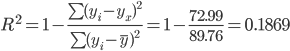 R² = 1 − ∑(yᵢ − yₓ)² / ∑(yᵢ − ȳ)² = 1 − 72.99 / 89.76 = 0.1869